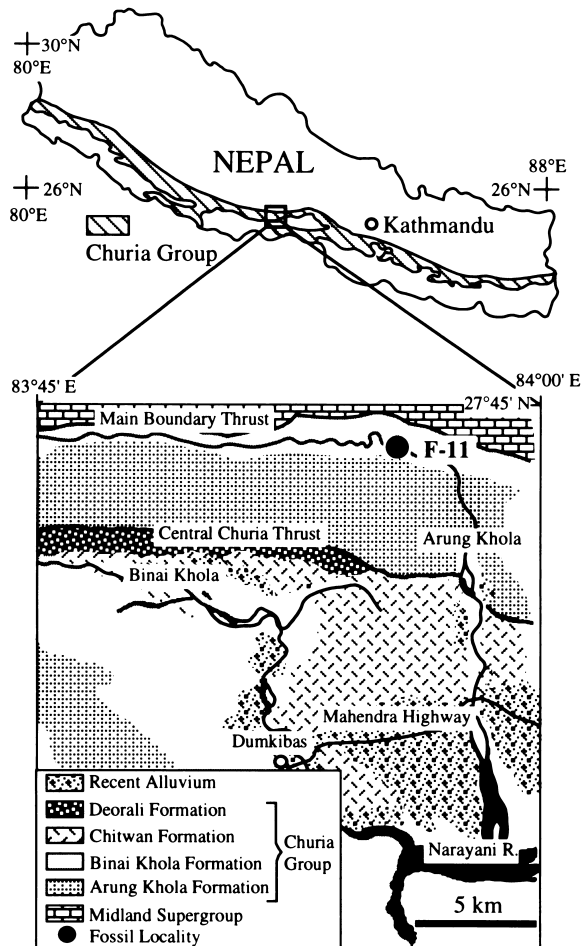 30°N
80°E
NEPAL
88°E
26°N
26°N
80°E
Kathmandu
Churia Group
83°45' E
84°00' E
27°45' N
Main Boundary Thrust
F-11
Central Churia Thrust
Arung Khola
Binai Khola
Mahendra Highway
Dumkibas
Recent Alluvium
Deorali Formation
Chitwan Formation
Churia
Group
Binai Khola Formation
Narayani R.
Arung Khola Formation
Midland Supergroup
5 km
Fossil Locality